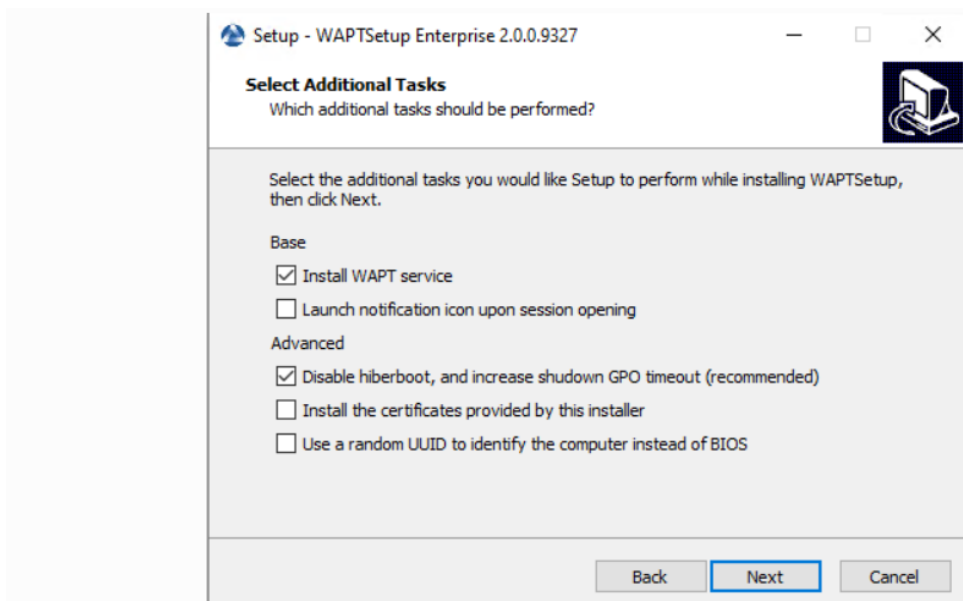 Setup - WAPTSetup Enterprise 2.0.0.9327
Select Additional Tasks
Which additional tasks should be performed?
Select the additional tasks you would like Setup to perform while installing WAPTSetup,
then click Next.
Base
Install WAPT service
Launch notification icon upon session opening
Advanced
Disable hiberboot, and increase shudown GPO timeout (recommended)
Install the certificates provided by this installer
Use a random UUID to identify the computer instead of BIOS
Back Next Cancel